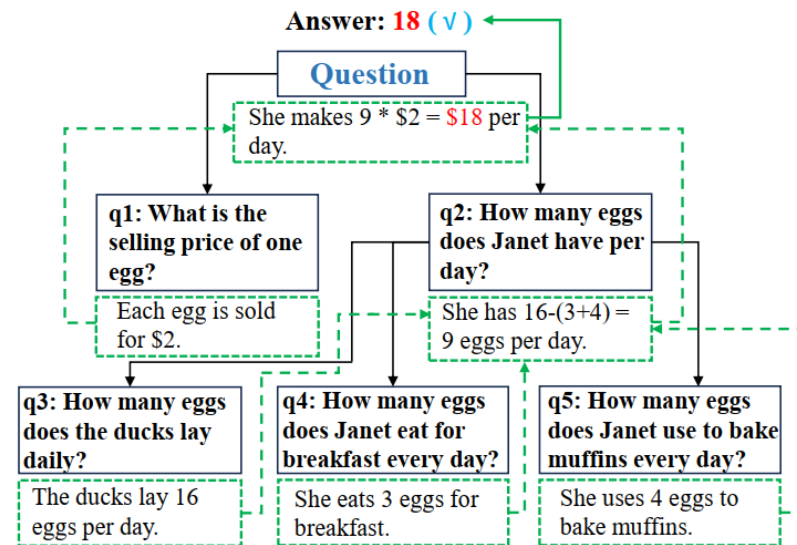 Answer: 18 (√)
Question
She makes 9 * $2 = $18 per
day.
q1: What is the
selling price of one
egg?
Each egg is sold
for $2.
q2: How many eggs
does Janet have per
day?
She has 16-(3+4) =
9 eggs per day.
q3: How many eggs
does the ducks lay
daily?
The ducks lay 16
eggs per day.
q4: How many eggs
does Janet eat for
breakfast every day?
She eats 3 eggs for
breakfast.
q5: How many eggs
does Janet use to bake
muffins every day?
She uses 4 eggs to
bake muffins.